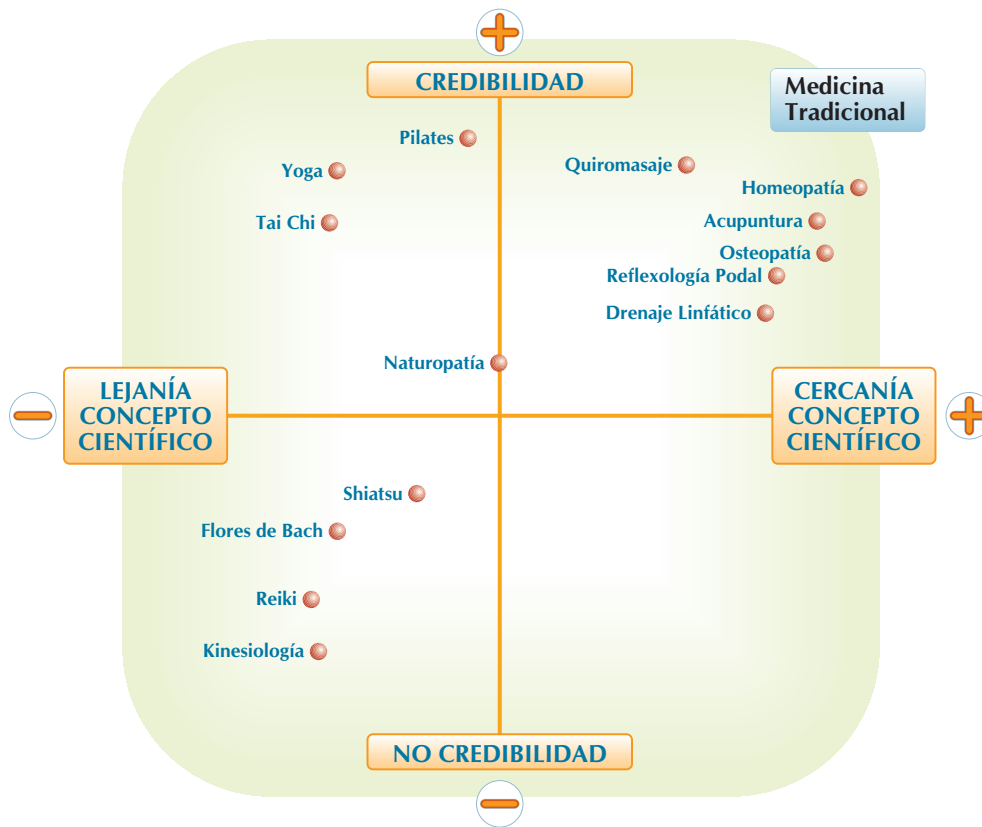 CREDIBILIDAD
Medicina
Tradicional
Pilates
Quiromasaje
Yoga
Homeopatía
Tai Chi
Acupuntura
Osteopatía
Reflexología Podal
Drenaje Linfático
Naturopatía
LEJANÍA
CONCEPTO
CIENTÍFICO
CERCANÍA
CONCEPTO
CIENTÍFICO
Shiatsu
Flores de Bach
Reiki
Kinesiología
NO CREDIBILIDAD